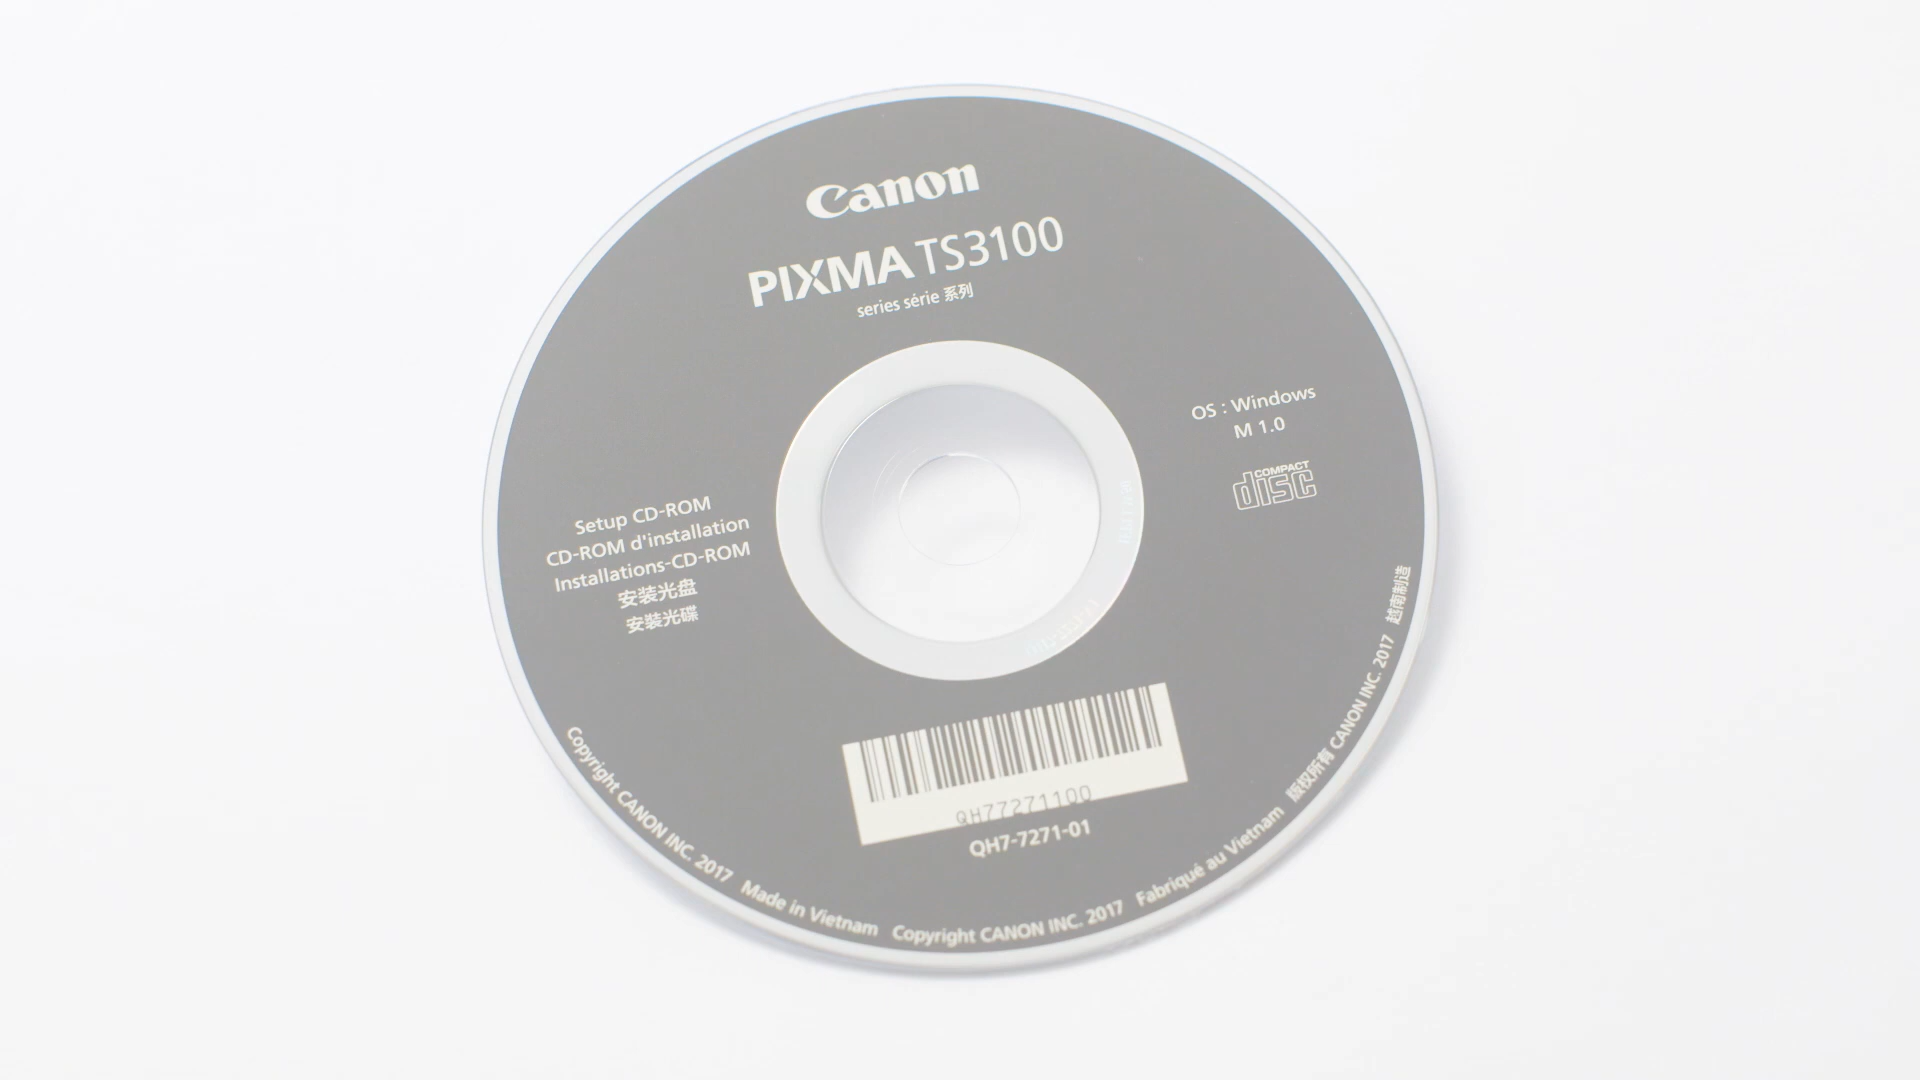 Canon
PIXMA TS3100
series série 系列
OS : Windows
M 1.0
COMPACT
disc
Setup CD-ROM
CD-ROM d'installation
Installations-CD-ROM
安装光盘
安裝光碟
QH77271100
QH7-7271-01
Copyright CANON INC. 2017 Made in Vietnam Copyright CANON INC. 2017 Fabriqué au Vietnam 版权所有 CANON INC. 2017 越南制造